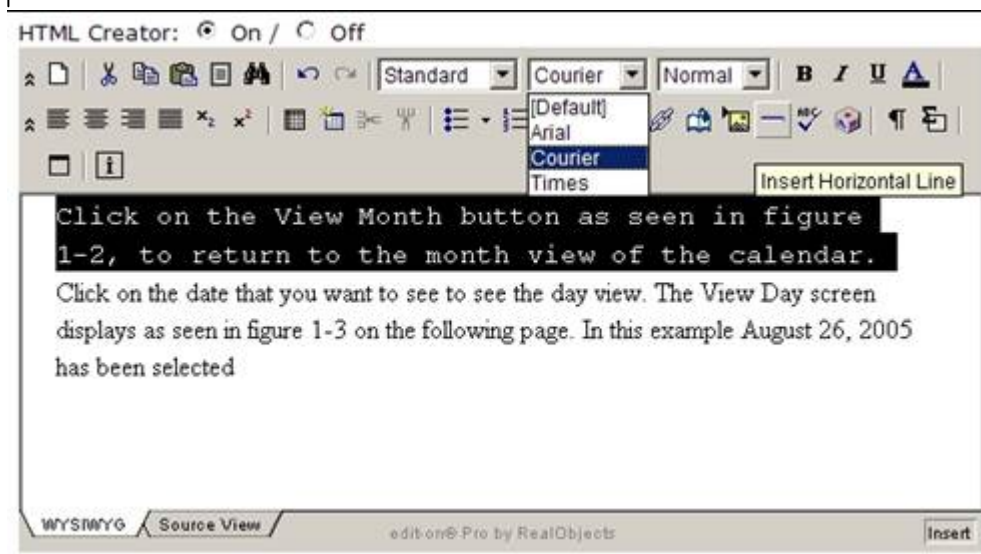 HTML Creator: On / Off
Standard Courier Normal B I U A
[Default]
Arial
Courier
Times
Insert Horizontal Line
Click on the View Month button as seen in figure
1-2, to return to the month view of the calendar.
Click on the date that you want to see to see the day view. The View Day screen
displays as seen in figure 1-3 on the following page. In this example August 26, 2005
has been selected
WYSIWYG Source View edit-on® Pro by RealObjects Insert